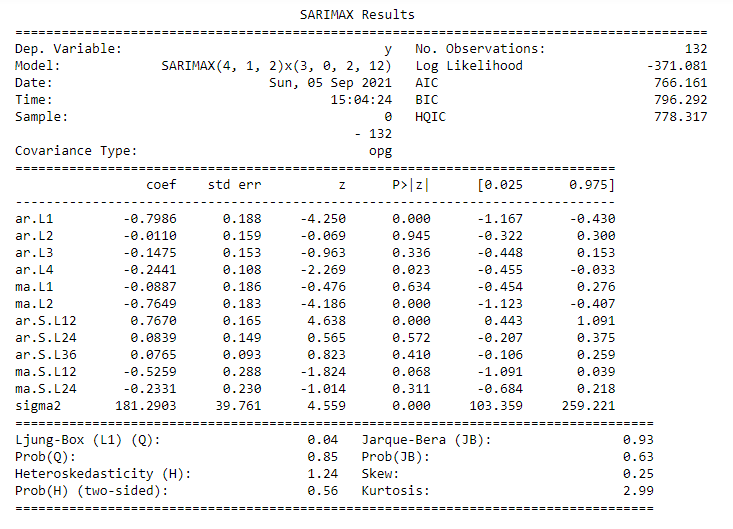 SARIMAX Results
==========================================================================================
Dep. Variable: y No. Observations: 132
Model: SARIMAX(4, 1, 2)x(3, 0, 2, 12) Log Likelihood -371.081
Date: Sun, 05 Sep 2021 AIC 766.161
Time: 15:04:24 BIC 796.292
Sample: 0 HQIC 778.317
- 132
Covariance Type: opg
==============================================================================
coef std err z P>|z| [0.025 0.975]
------------------------------------------------------------------------------
ar.L1 -0.7986 0.188 -4.250 0.000 -1.167 -0.430
ar.L2 -0.0110 0.159 -0.069 0.945 -0.322 0.300
ar.L3 -0.1475 0.153 -0.963 0.336 -0.448 0.153
ar.L4 -0.2441 0.108 -2.269 0.023 -0.455 -0.033
ma.L1 -0.0887 0.186 -0.476 0.634 -0.454 0.276
ma.L2 -0.7649 0.183 -4.186 0.000 -1.123 -0.407
ar.S.L12 0.7670 0.165 4.638 0.000 0.443 1.091
ar.S.L24 0.0839 0.149 0.565 0.572 -0.207 0.375
ar.S.L36 0.0765 0.093 0.823 0.410 -0.106 0.259
ma.S.L12 -0.5259 0.288 -1.824 0.068 -1.091 0.039
ma.S.L24 -0.2331 0.230 -1.014 0.311 -0.684 0.218
sigma2 181.2903 39.761 4.559 0.000 103.359 259.221
===================================================================================
Ljung-Box (L1) (Q): 0.04 Jarque-Bera (JB): 0.93
Prob(Q): 0.85 Prob(JB): 0.63
Heteroskedasticity (H): 1.24 Skew: 0.25
Prob(H) (two-sided): 0.56 Kurtosis: 2.99
===================================================================================